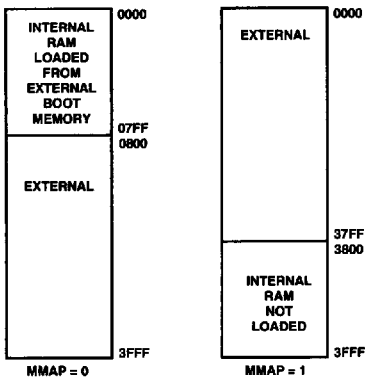 0000
INTERNAL
RAM
LOADED
FROM
EXTERNAL
BOOT
MEMORY
07FF
0800
EXTERNAL
3FFF
MMAP = 0
0000
EXTERNAL
37FF
3800
INTERNAL
RAM
NOT
LOADED
3FFF
MMAP = 1